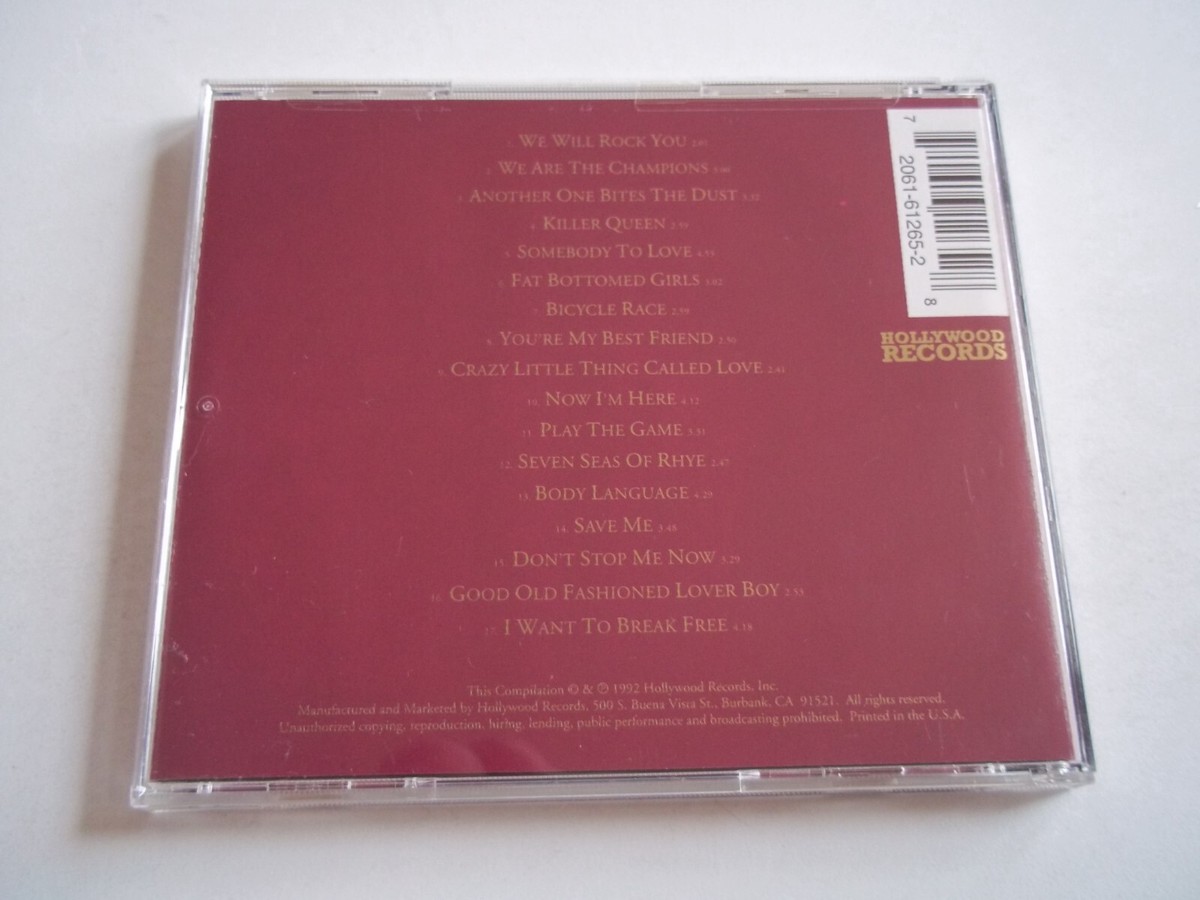 1. WE WILL ROCK YOU 2.01
2. WE ARE THE CHAMPIONS 3.00
3. ANOTHER ONE BITES THE DUST 3.32
4. KILLER QUEEN 2.59
5. SOMEBODY TO LOVE 4.53
6. FAT BOTTOMED GIRLS 3.02
7. BICYCLE RACE 2.59
8. YOU'RE MY BEST FRIEND 2.50
9. CRAZY LITTLE THING CALLED LOVE 2.41
10. NOW I'M HERE 4.12
11. PLAY THE GAME 3.31
12. SEVEN SEAS OF RHYE 2.47
13. BODY LANGUAGE 4.29
14. SAVE ME 3.48
15. DON'T STOP ME NOW 3.29
16. GOOD OLD FASHIONED LOVER BOY 2.53
17. I WANT TO BREAK FREE 4.18
This Compilation © & ℗ 1992 Hollywood Records, Inc.
Manufactured and Marketed by Hollywood Records, 500 S. Buena Vista St., Burbank, CA 91521. All rights reserved.
Unauthorized copying, reproduction, hiring, lending, public performance and broadcasting prohibited. Printed in the U.S.A.
7 2061-61265-2 8
HOLLYWOOD
RECORDS